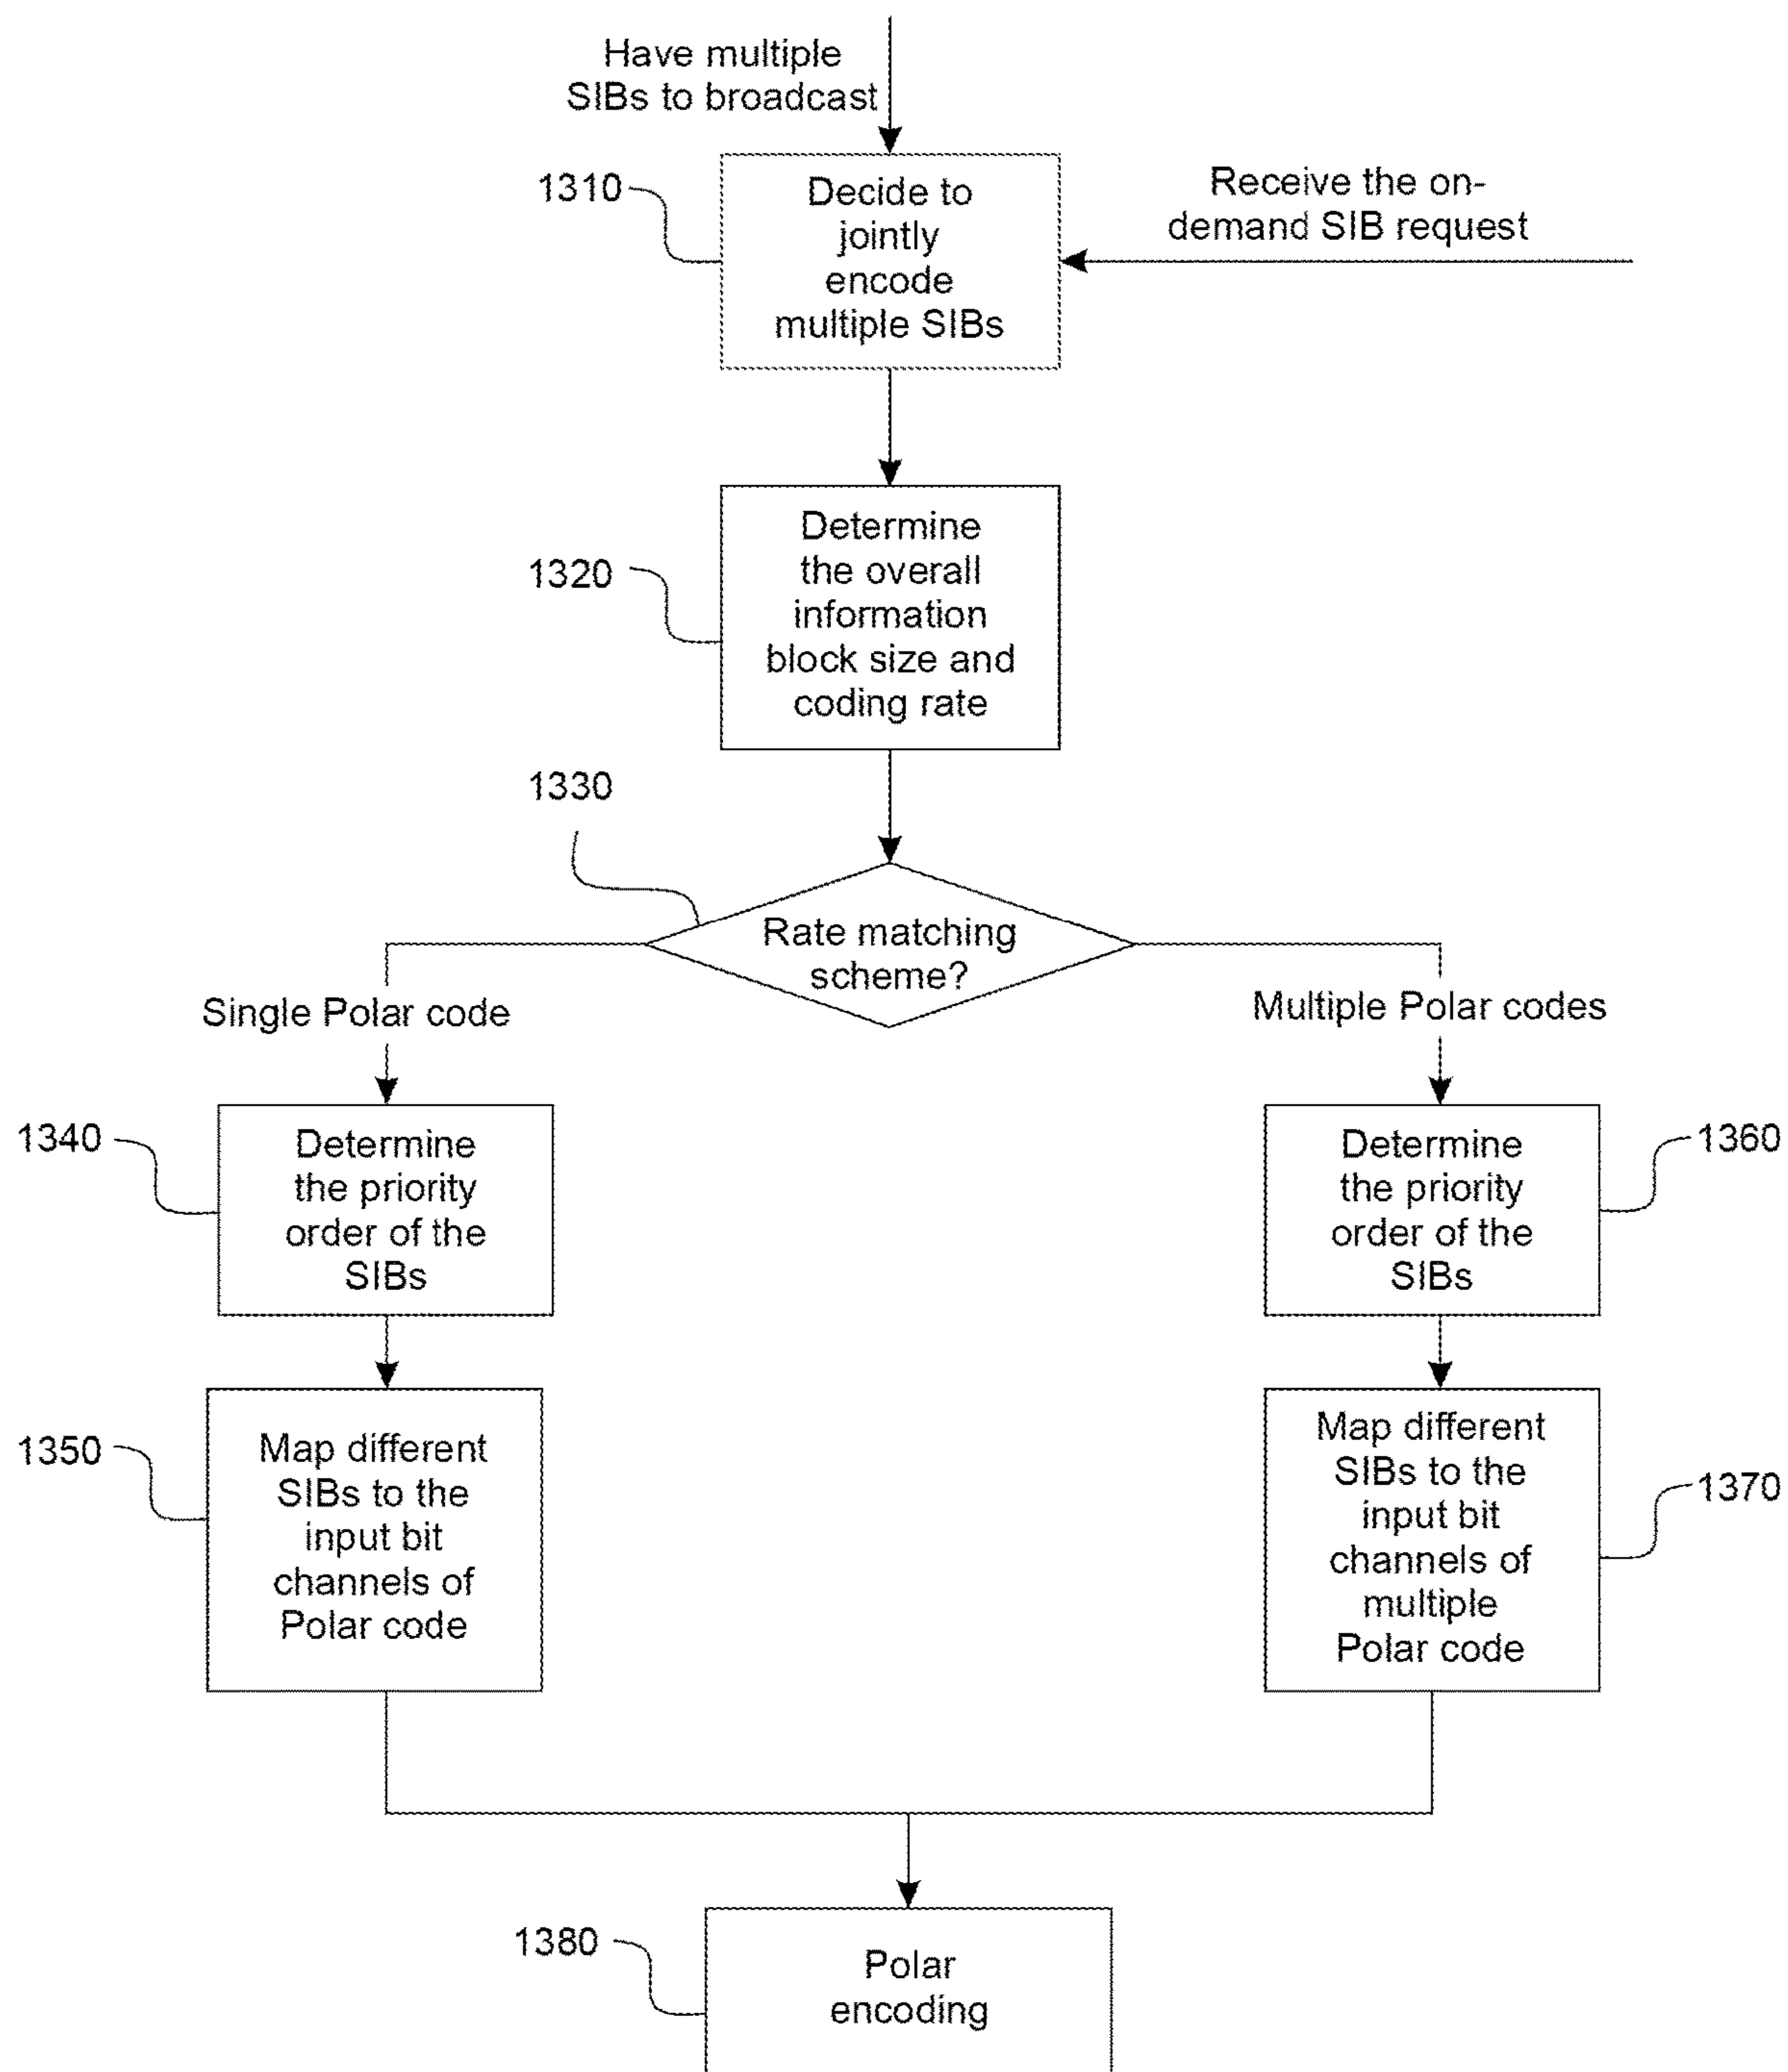 Have multiple
SIBs to broadcast
1310
Decide to
jointly
encode
multiple SIBs
Receive the on-
demand SIB request
1320
Determine
the overall
information
block size and
coding rate
1330
Rate matching
scheme?
Single Polar code
Multiple Polar codes
1340
Determine
the priority
order of the
SIBs
Determine
the priority
order of the
SIBs
1360
1350
Map different
SIBs to the
input bit
channels of
Polar code
Map different
SIBs to the
input bit
channels of
multiple
Polar code
1370
1380
Polar
encoding